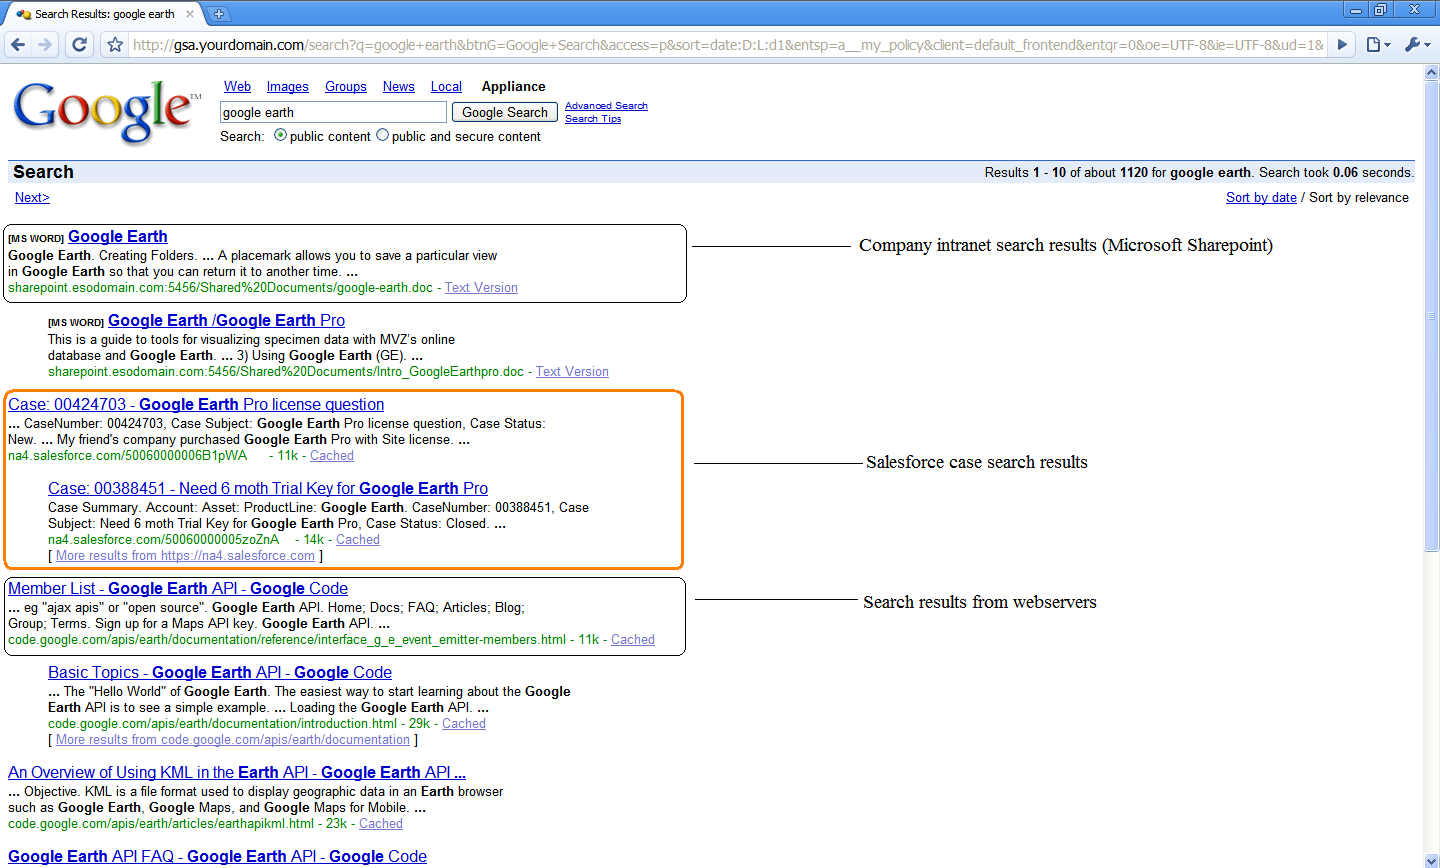 Search Results: google earth
http://gsa.yourdomain.com/search?q=google+earth&btnG=Google+Search&access=p&sort=date:D:L:d1&entsp=a__my_policy&client=default_frontend&entqr=0&oe=UTF-8&ie=UTF-8&ud=1&
Google™
Web Images Groups News Local Appliance
google earth Google Search Advanced Search
Search Tips
Search: public content public and secure content
Search Results 1 - 10 of about 1120 for google earth. Search took 0.06 seconds.
Next> Sort by date / Sort by relevance
[MS WORD] Google Earth
Google Earth. Creating Folders. ... A placemark allows you to save a particular view
in Google Earth so that you can return it to another time. ...
sharepoint.esodomain.com:5456/Shared%20Documents/google-earth.doc - Text Version
Company intranet search results (Microsoft Sharepoint)
[MS WORD] Google Earth /Google Earth Pro
This is a guide to tools for visualizing specimen data with MVZ's online
database and Google Earth. ... 3) Using Google Earth (GE). ...
sharepoint.esodomain.com:5456/Shared%20Documents/Intro_GoogleEarthpro.doc - Text Version
Case: 00424703 - Google Earth Pro license question
... CaseNumber: 00424703, Case Subject: Google Earth Pro license question, Case Status:
New. ... My friend's company purchased Google Earth Pro with Site license. ...
na4.salesforce.com/50060000006B1pWA - 11k - Cached
Salesforce case search results
Case: 00388451 - Need 6 moth Trial Key for Google Earth Pro
Case Summary. Account: Asset: ProductLine: Google Earth. CaseNumber: 00388451, Case
Subject: Need 6 moth Trial Key for Google Earth Pro, Case Status: Closed. ...
na4.salesforce.com/50060000005zoZnA - 14k - Cached
[ More results from https://na4.salesforce.com ]
Member List - Google Earth API - Google Code
... eg "ajax apis" or "open source". Google Earth API. Home; Docs; FAQ; Articles; Blog;
Group; Terms. Sign up for a Maps API key. Google Earth API. ...
code.google.com/apis/earth/documentation/reference/interface_g_e_event_emitter-members.html - 11k - Cached
Search results from webservers
Basic Topics - Google Earth API - Google Code
... The "Hello World" of Google Earth. The easiest way to start learning about the Google
Earth API is to see a simple example. ... Loading the Google Earth API. ...
code.google.com/apis/earth/documentation/introduction.html - 29k - Cached
[ More results from code.google.com/apis/earth/documentation ]
An Overview of Using KML in the Earth API - Google Earth API ...
... Objective. KML is a file format used to display geographic data in an Earth browser
such as Google Earth, Google Maps, and Google Maps for Mobile. ...
code.google.com/apis/earth/articles/earthapikml.html - 23k - Cached
Google Earth API FAQ - Google Earth API - Google Code